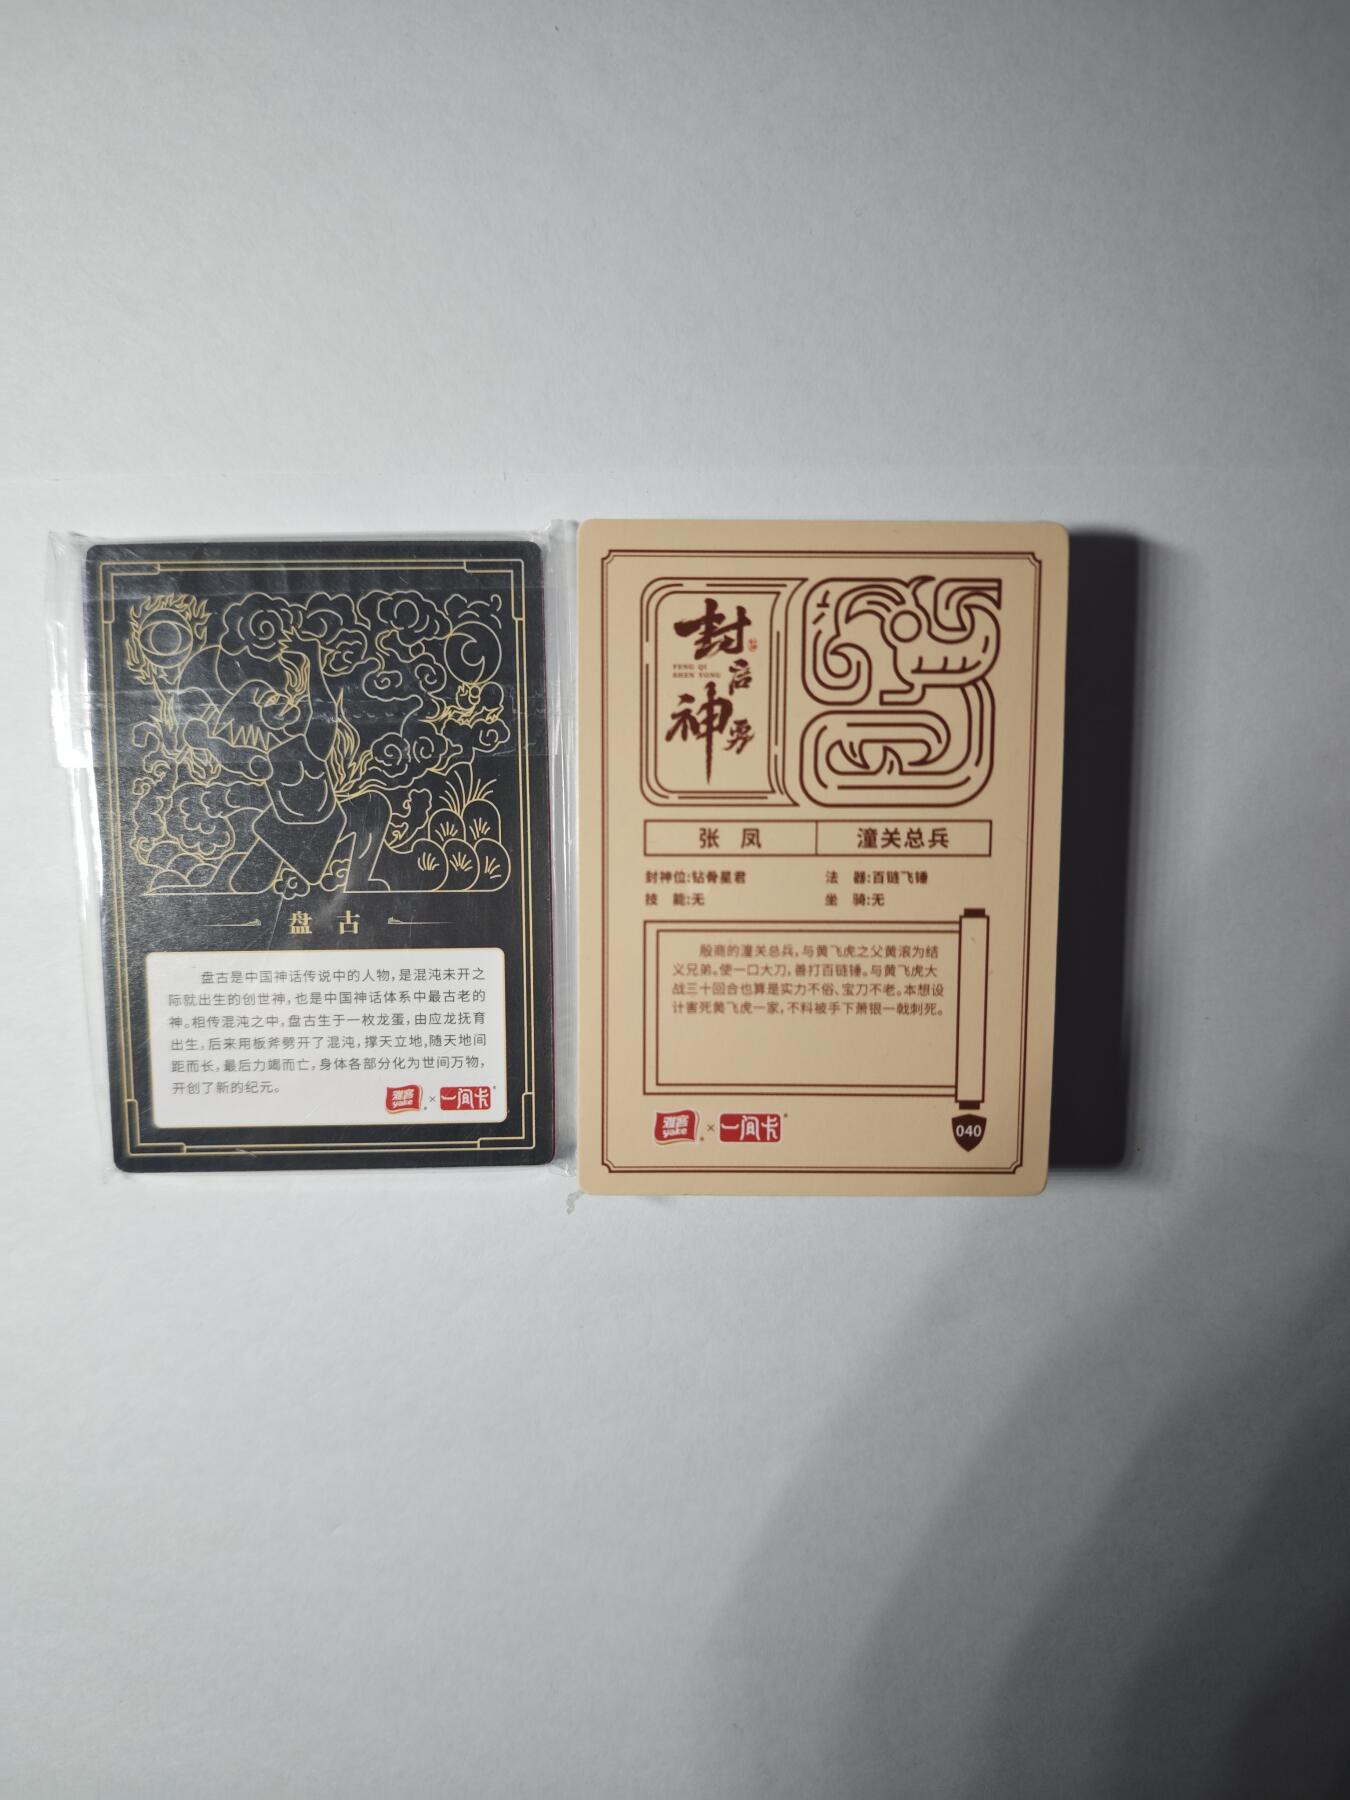 盘 古
盘古是中国神话传说中的人物,是混沌未开之
际就出生的创世神,也是中国神话体系中最古老的
神。相传混沌之中,盘古生于一枚龙蛋,由应龙抚育
出生,后来用板斧劈开了混沌,撑天立地,随天地间
距而长,最后力竭而亡,身体各部分化为世间万物,
开创了新的纪元。
雅客
yake
×
一间卡
封
启
神
勇
FENG QI
SHEN YONG
张 凤
潼关总兵
封神位:钻骨星君
法 器:百链飞锤
技 能:无
坐 骑:无
殷商的潼关总兵,与黄飞虎之父黄滚为结
义兄弟。使一口大刀,善打百链锤。与黄飞虎大
战三十回合也算是实力不俗、宝刀不老。本想设
计害死黄飞虎一家,不料被手下萧银一戟刺死。
雅客
yake
×
一间卡
040